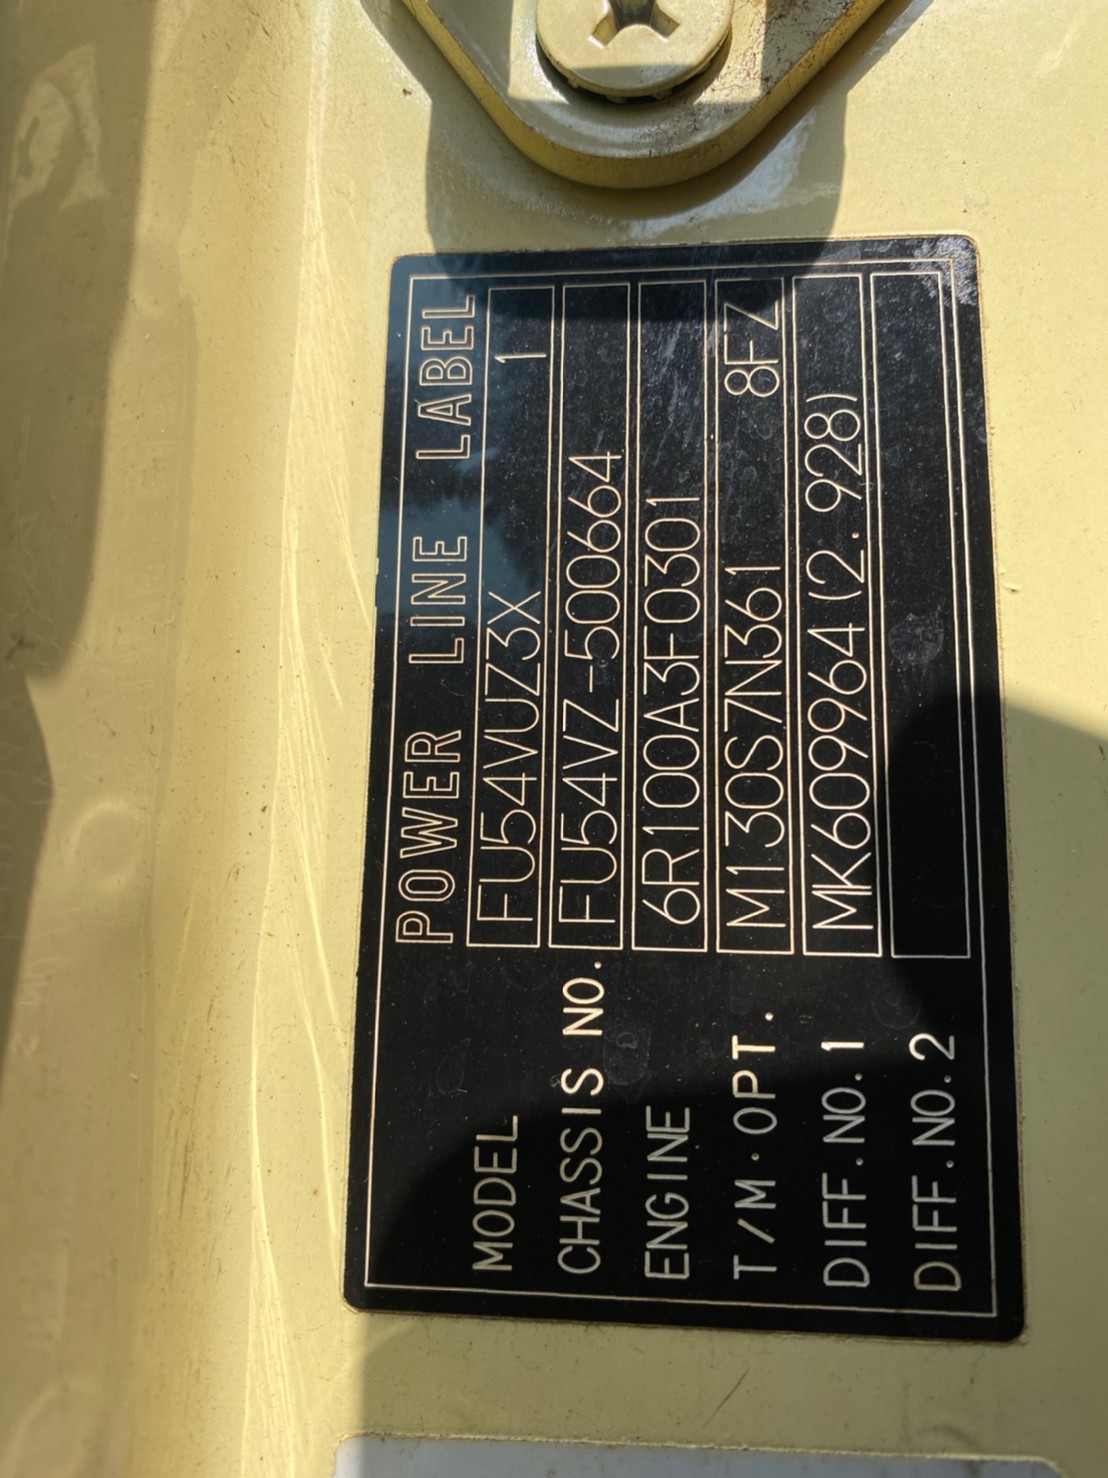 POWER LINE LABEL
MODEL FU54VUZ3X 1
CHASSIS NO. FU54VZ-500664
ENGINE 6R100A3F0301
T/M.OPT. M130S7N361 8FZ
DIFF.NO.1 MK609964(2.928)
DIFF.NO.2